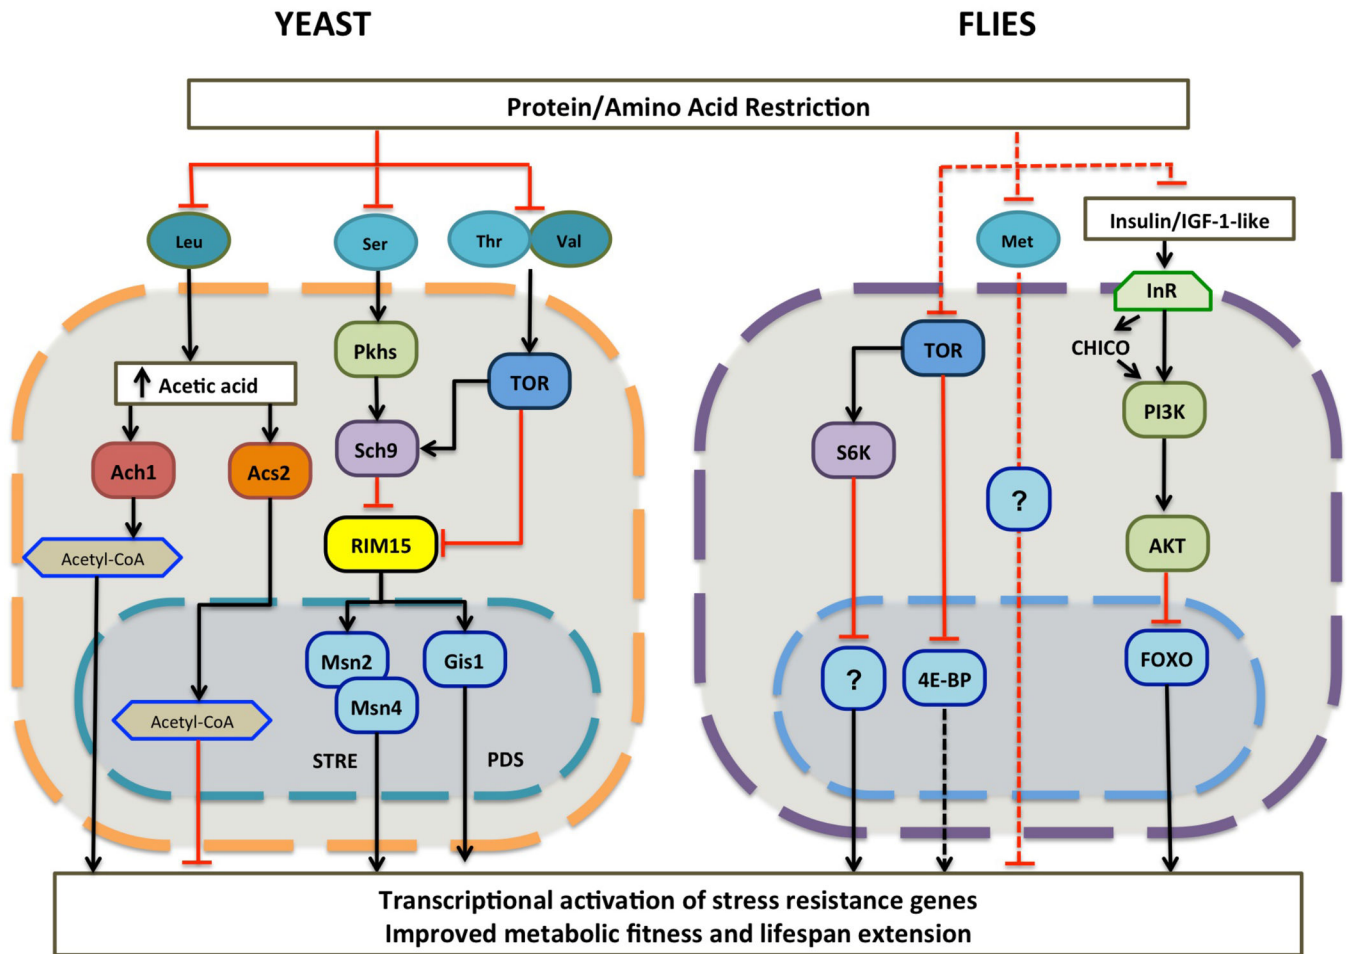 YEAST
FLIES
Protein/Amino Acid Restriction
Leu
Ser
Thr
Val
Met
Insulin/IGF-1-like
InR
Pkhs
TOR
TOR
CHICO
Acetic acid
PI3K
Ach1
Acs2
Sch9
S6K
?
RIM15
AKT
Acetyl-CoA
Msn2
Gis1
?
4E-BP
FOXO
Msn4
Acetyl-CoA
STRE
PDS
Transcriptional activation of stress resistance genes
Improved metabolic fitness and lifespan extension